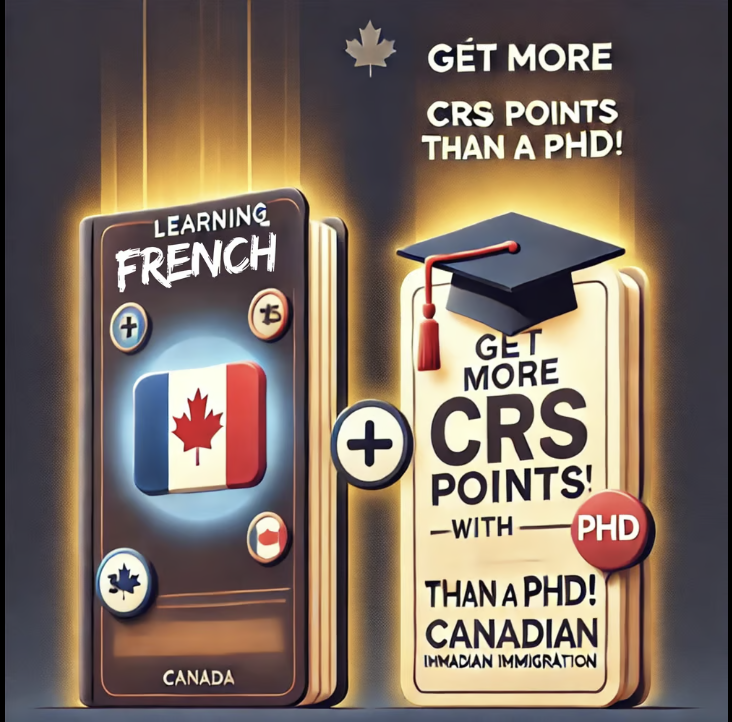 GÉT MORE
CRS POINTS
THAN A PHD!
LEARNING
FRENCH
CANADA
GET
MORE
CRS
POINTS!
WITH
PHD
THAN A PHD!
CANADIAN
IMMADIAN IMMIGRATION